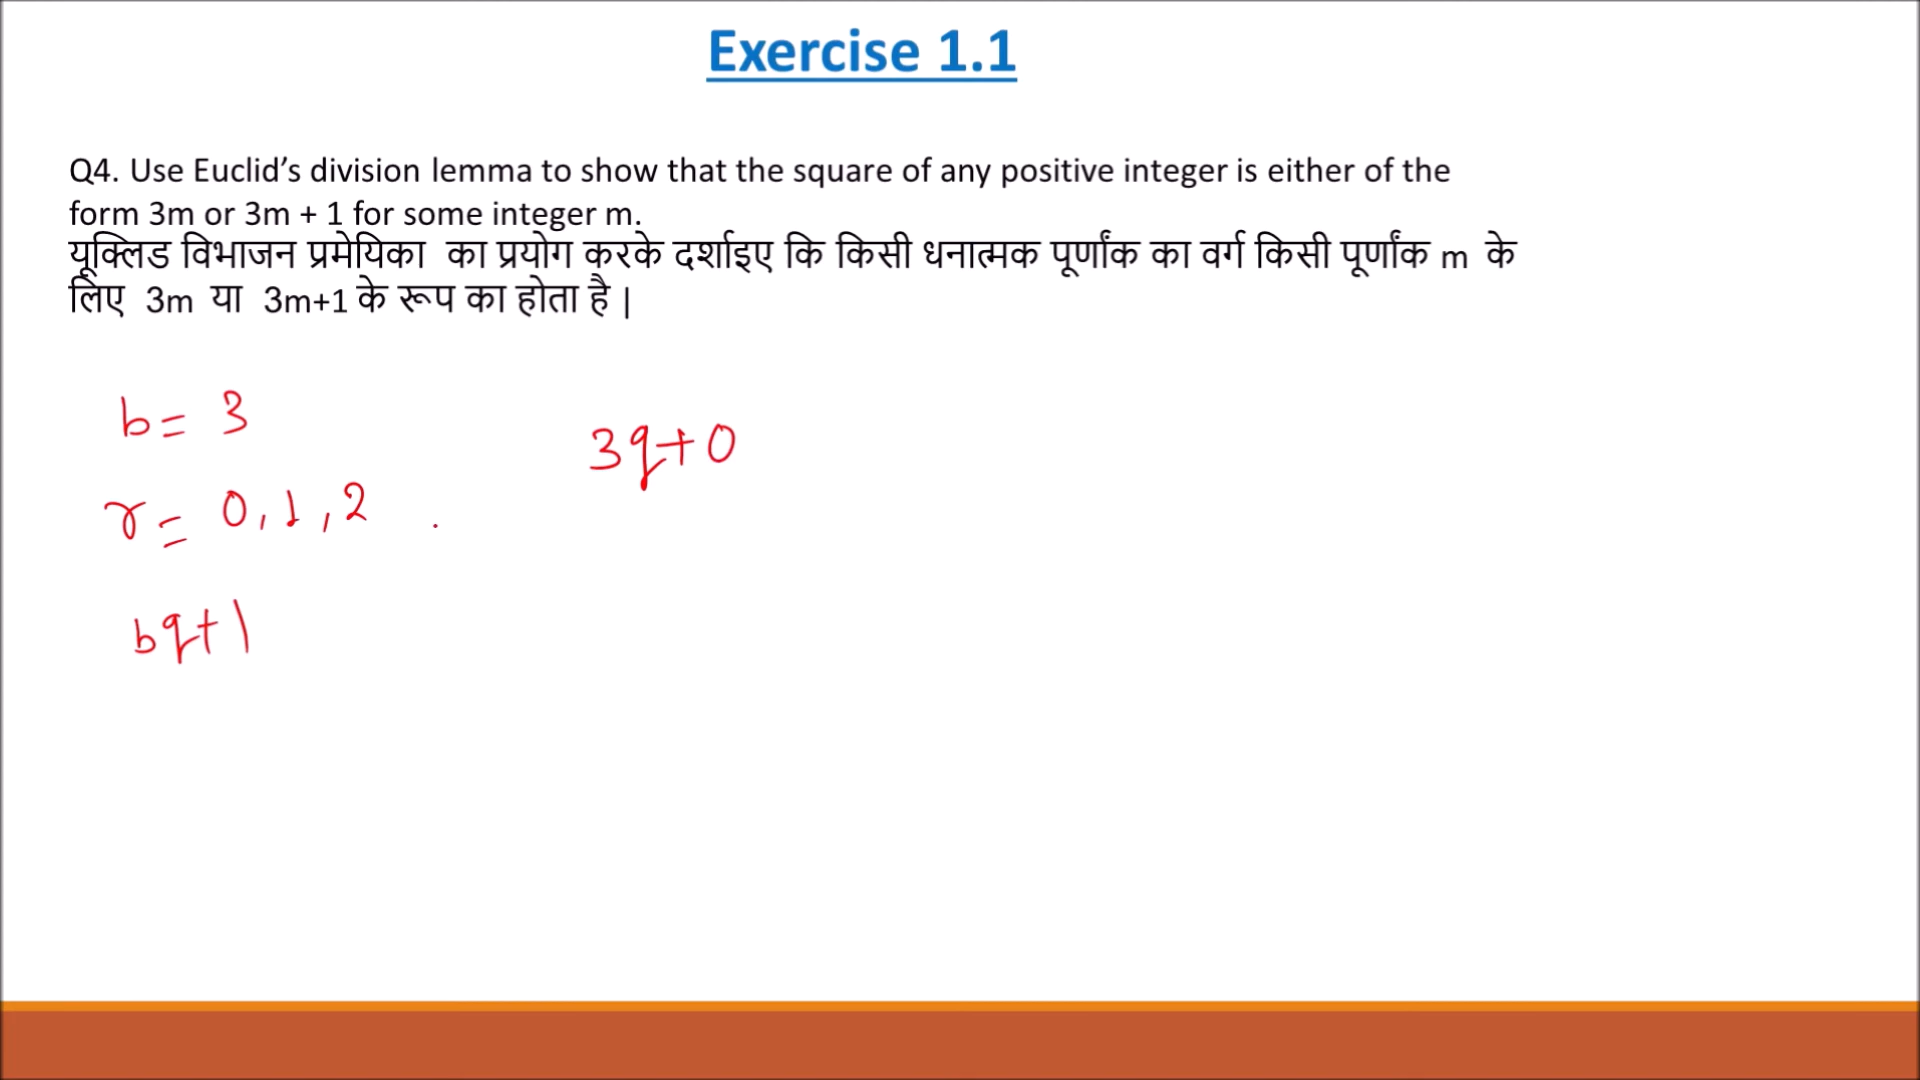 Exercise 1.1
Q4. Use Euclid’s division lemma to show that the square of any positive integer is either of the
form 3m or 3m + 1 for some integer m.
यूक्लिड विभाजन प्रमेयिका का प्रयोग करके दर्शाइए कि किसी धनात्मक पूर्णांक का वर्ग किसी पूर्णांक m के
लिए 3m या 3m+1 के रूप का होता है |
b = 3
3q+0
r = 0, 1, 2
bq+1